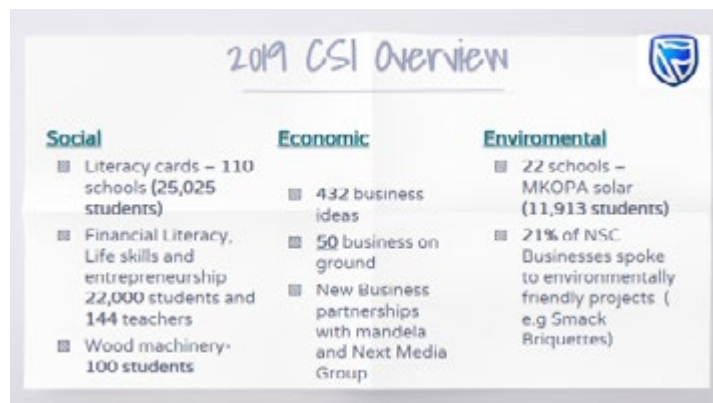 2019 CSI Overview
Social
Literacy cards – 110
schools (25,025
students)
Financial Literacy,
Life skills and
entrepreneurship
22,000 students and
144 teachers
Wood machinery-
100 students
Economic
432 business
ideas
50 business on
ground
New Business
partnerships
with mandela
and Next Media
Group
Enviromental
22 schools –
MKOPA solar
(11,913 students)
21% of NSC
Businesses spoke
to environmentally
friendly projects (
e.g Smack
Briquettes)